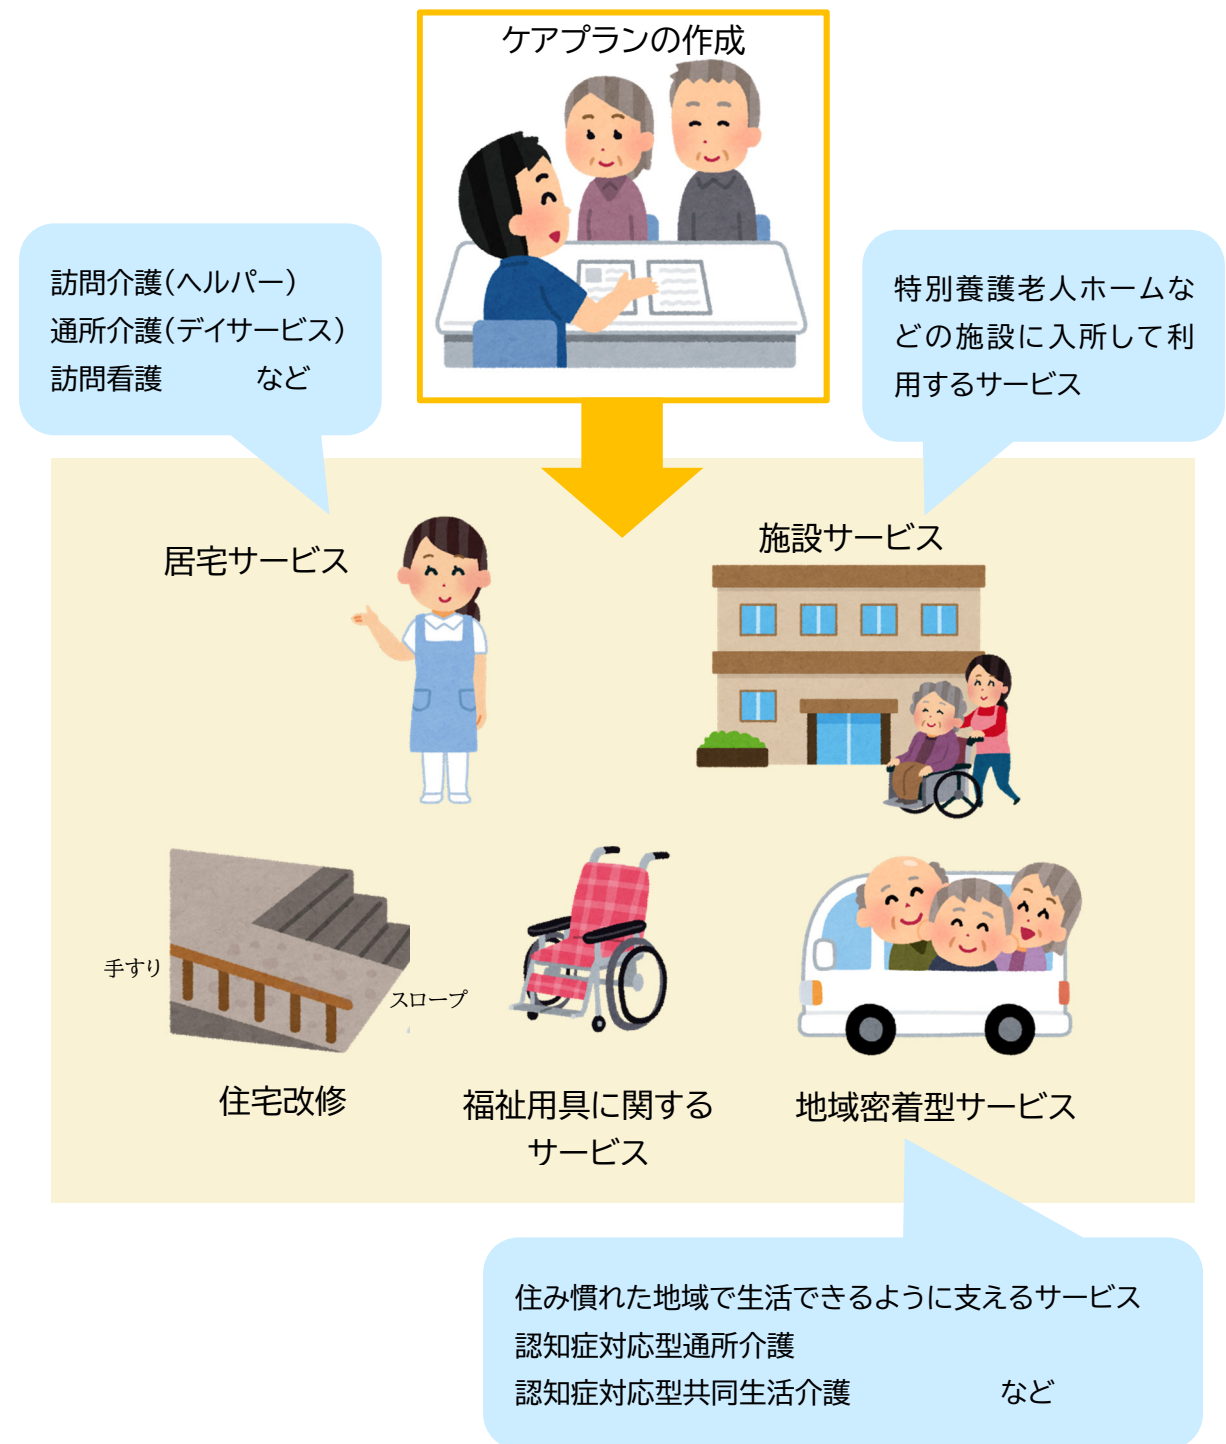 ケアプランの作成
訪問介護(ヘルパー)
通所介護(デイサービス)
訪問看護　　　など
特別養護老人ホームな
どの施設に入所して利
用するサービス
居宅サービス
施設サービス
手すり
スロープ
住宅改修
福祉用具に関する
サービス
地域密着型サービス
住み慣れた地域で生活できるように支えるサービス
認知症対応型通所介護
認知症対応型共同生活介護　　　　　など